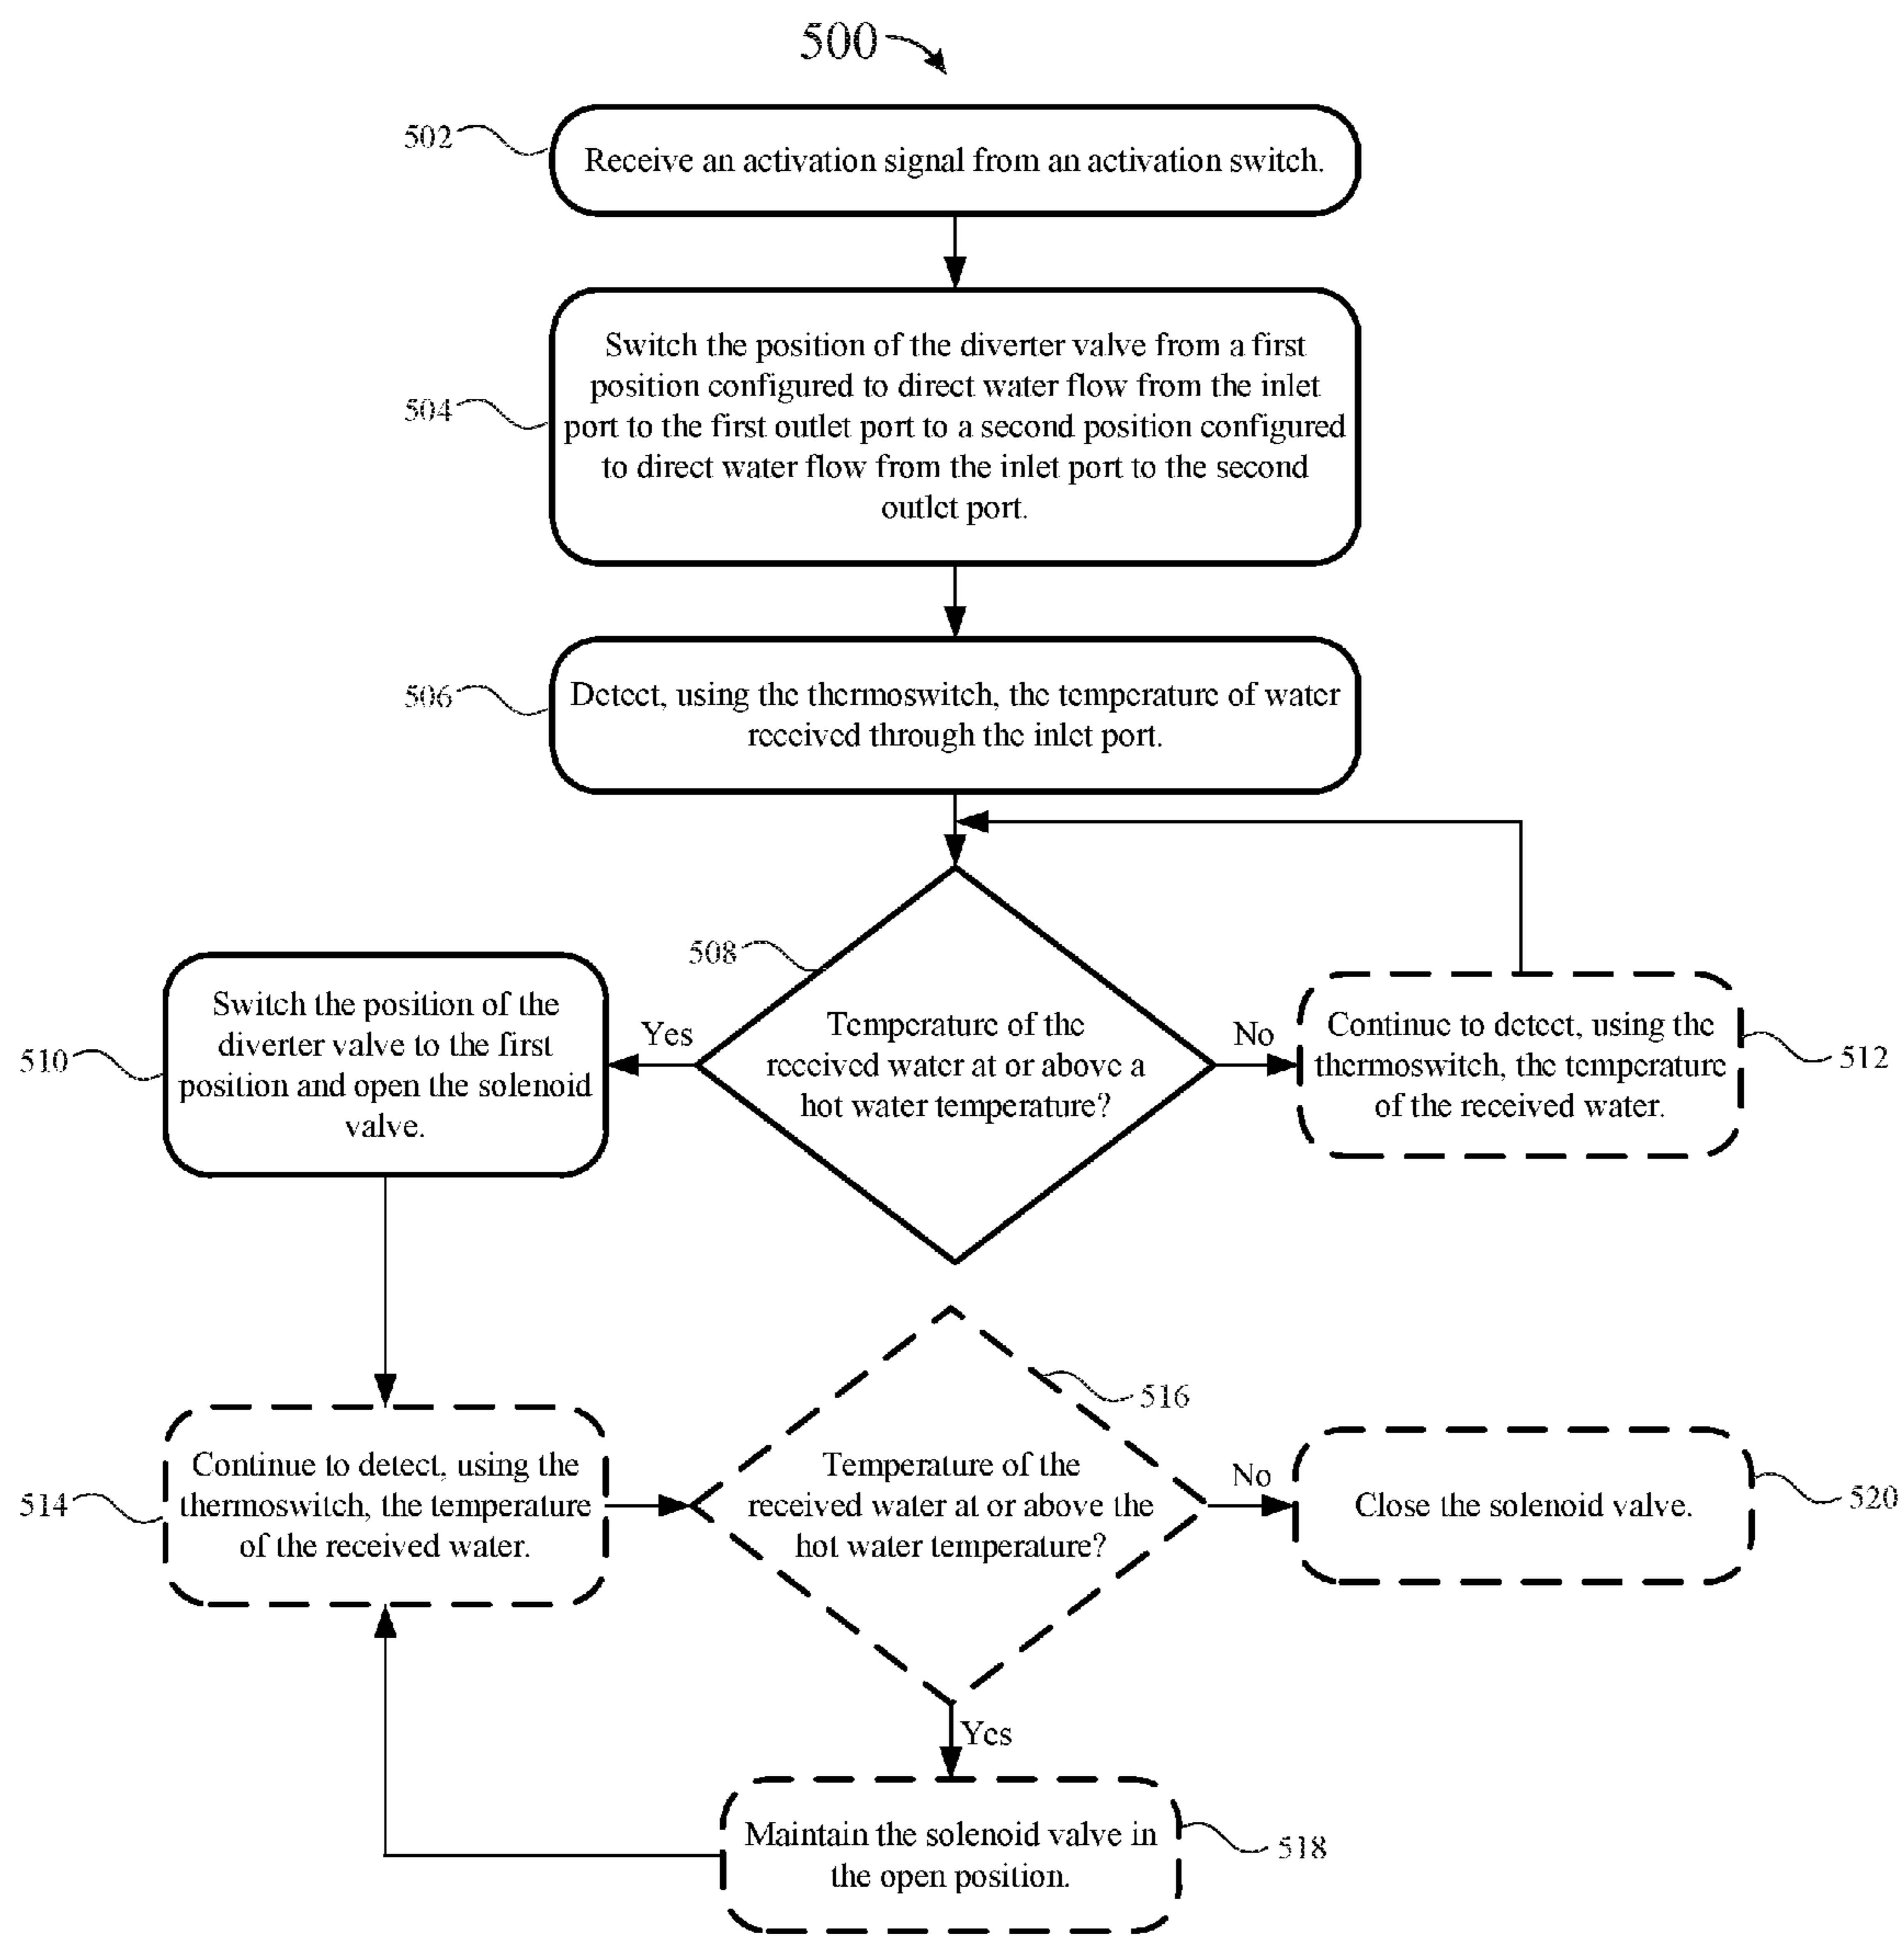 500
502
Receive an activation signal from an activation switch.
504
Switch the position of the diverter valve from a first
position configured to direct water flow from the inlet
port to the first outlet port to a second position configured
to direct water flow from the inlet port to the second
outlet port.
506
Detect, using the thermoswitch, the temperature of water
received through the inlet port.
508
Temperature of the
received water at or above a
hot water temperature?
Yes
No
510
Switch the position of the
diverter valve to the first
position and open the solenoid
valve.
Continue to detect, using the
thermoswitch, the temperature
of the received water.
512
514
Continue to detect, using the
thermoswitch, the temperature
of the received water.
516
Temperature of the
received water at or above the
hot water temperature?
No
Close the solenoid valve.
520
Yes
Maintain the solenoid valve in
the open position.
518